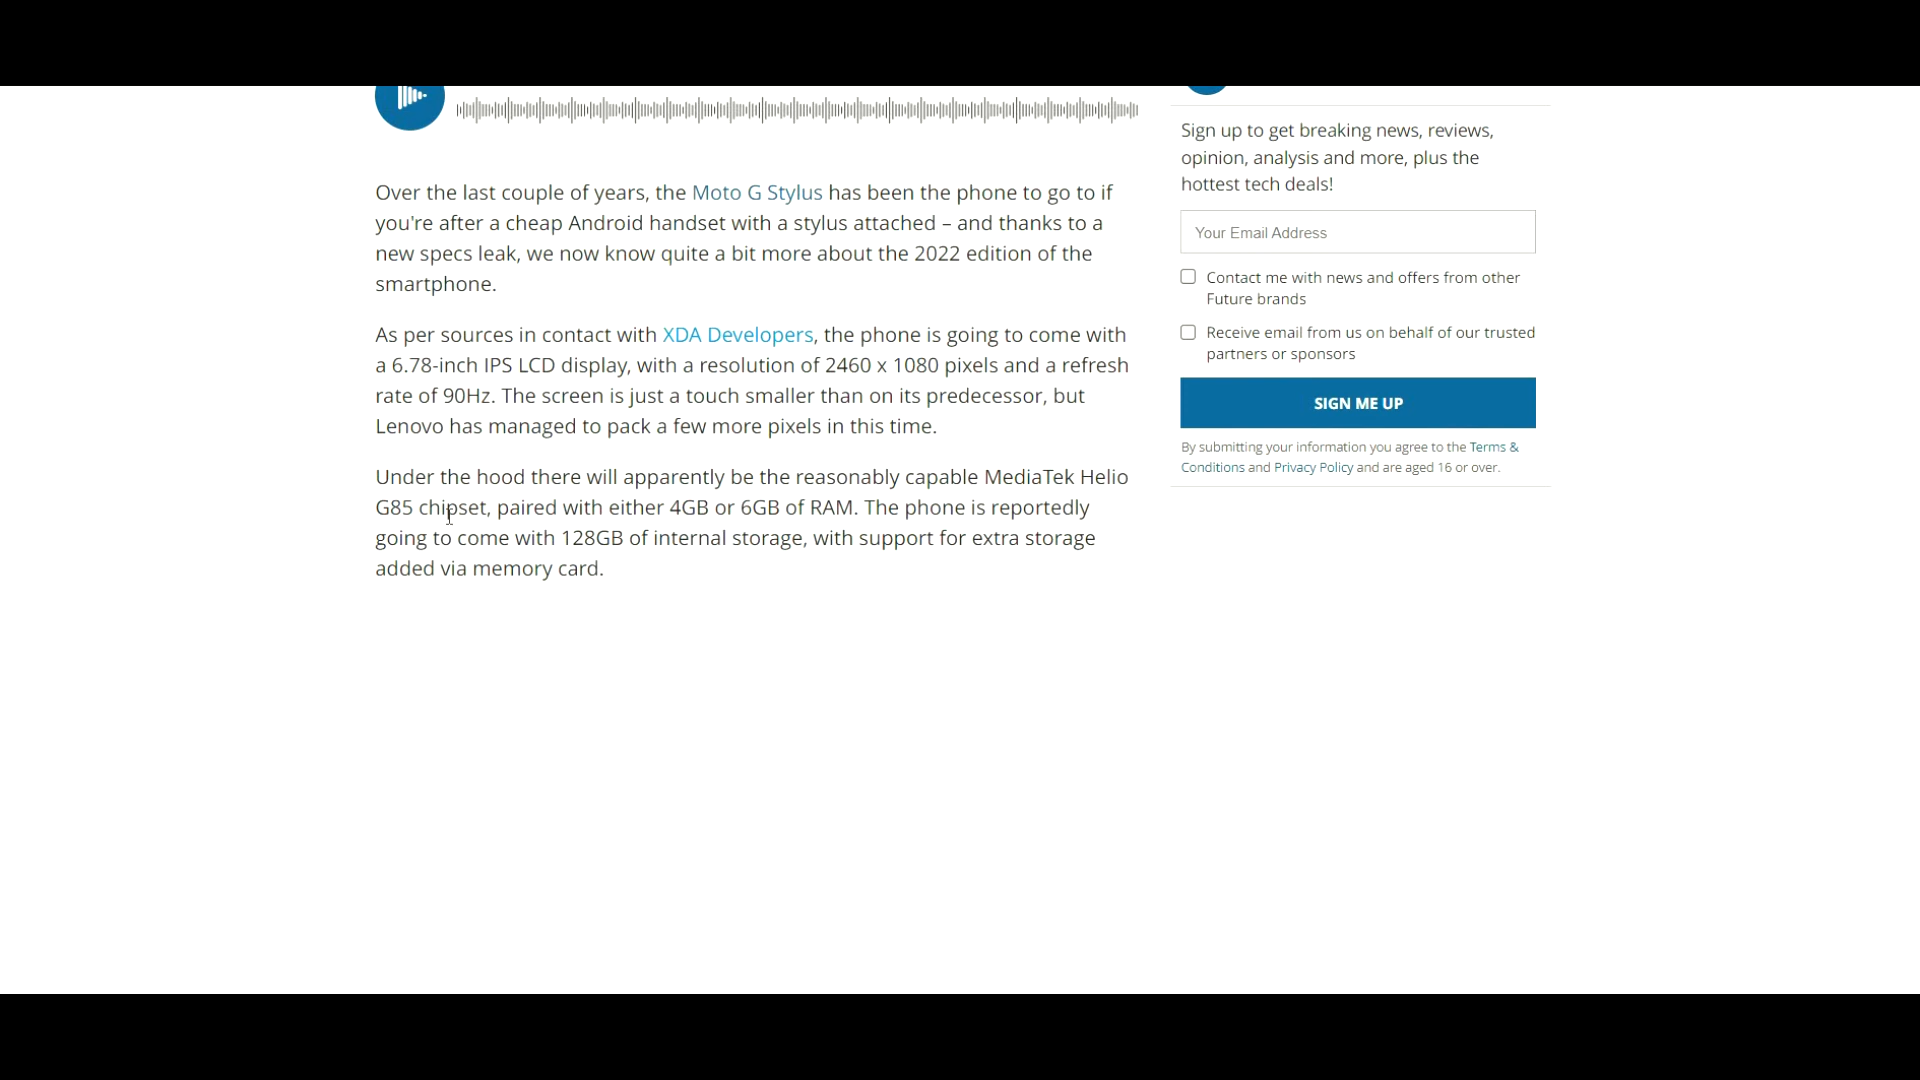 Over the last couple of years, the Moto G Stylus has been the phone to go to if
you're after a cheap Android handset with a stylus attached – and thanks to a
new specs leak, we now know quite a bit more about the 2022 edition of the
smartphone.
As per sources in contact with XDA Developers, the phone is going to come with
a 6.78-inch IPS LCD display, with a resolution of 2460 x 1080 pixels and a refresh
rate of 90Hz. The screen is just a touch smaller than on its predecessor, but
Lenovo has managed to pack a few more pixels in this time.
Under the hood there will apparently be the reasonably capable MediaTek Helio
G85 chipset, paired with either 4GB or 6GB of RAM. The phone is reportedly
going to come with 128GB of internal storage, with support for extra storage
added via memory card.
Sign up to get breaking news, reviews,
opinion, analysis and more, plus the
hottest tech deals!
Your Email Address
Contact me with news and offers from other
Future brands
Receive email from us on behalf of our trusted
partners or sponsors
SIGN ME UP
By submitting your information you agree to the Terms &
Conditions and Privacy Policy and are aged 16 or over.